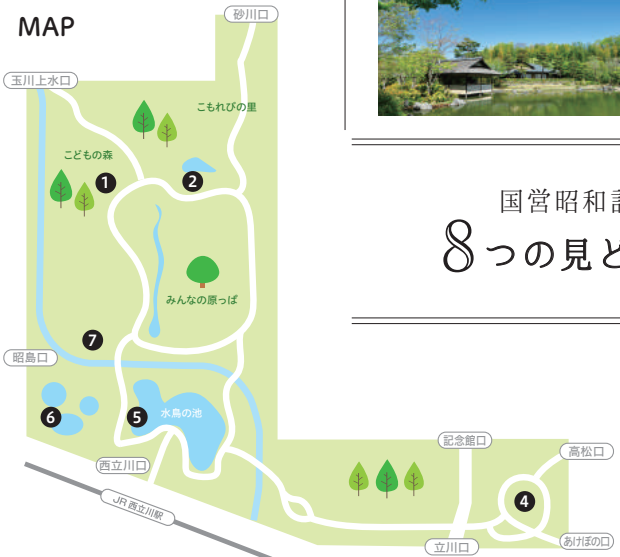 MAP
砂川口
玉川上水口
こもれびの里
こどもの森
1
2
みんなの原っぱ
7
昭島口
6
5
水鳥の池
西立川口
JR 西立川駅
記念館口
高松口
4
立川口
あけぼの口
国営昭和
8つの見ど